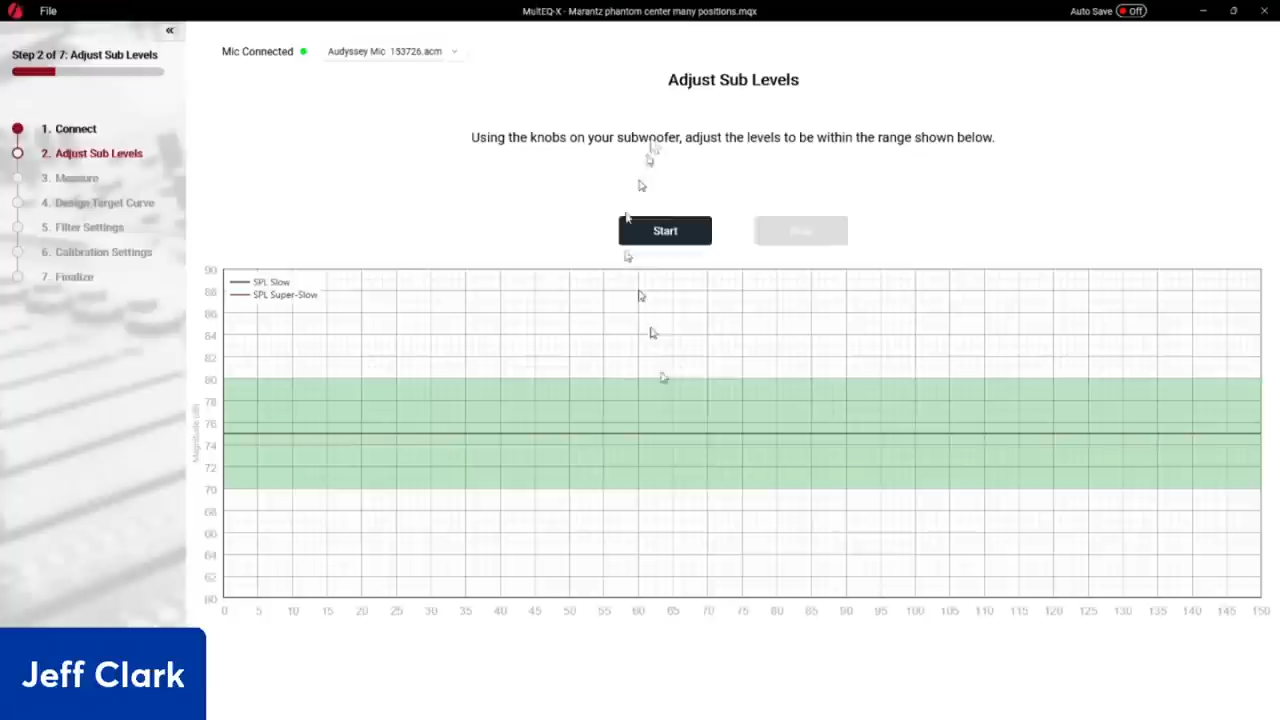 File
MultEQ-X - Marantz phantom center many positions.mqx
Auto Save Off
«
Step 2 of 7: Adjust Sub Levels
Mic Connected
Audyssey Mic 153726.acm
Adjust Sub Levels
1. Connect
2. Adjust Sub Levels
3. Measure
4. Design Target Curve
5. Filter Settings
6. Calibration Settings
7. Finalize
Using the knobs on your subwoofer, adjust the levels to be within the range shown below.
Start
SPL Slow
SPL Super-Slow
Magnitude (dB)
90
88
86
84
82
80
78
76
74
72
70
68
66
64
62
60
0 5 10 15 20 25 30 35 40 45 50 55 60 65 70 75 80 85 90 95 100 105 110 115 120 125 130 135 140 145 150
Jeff Clark